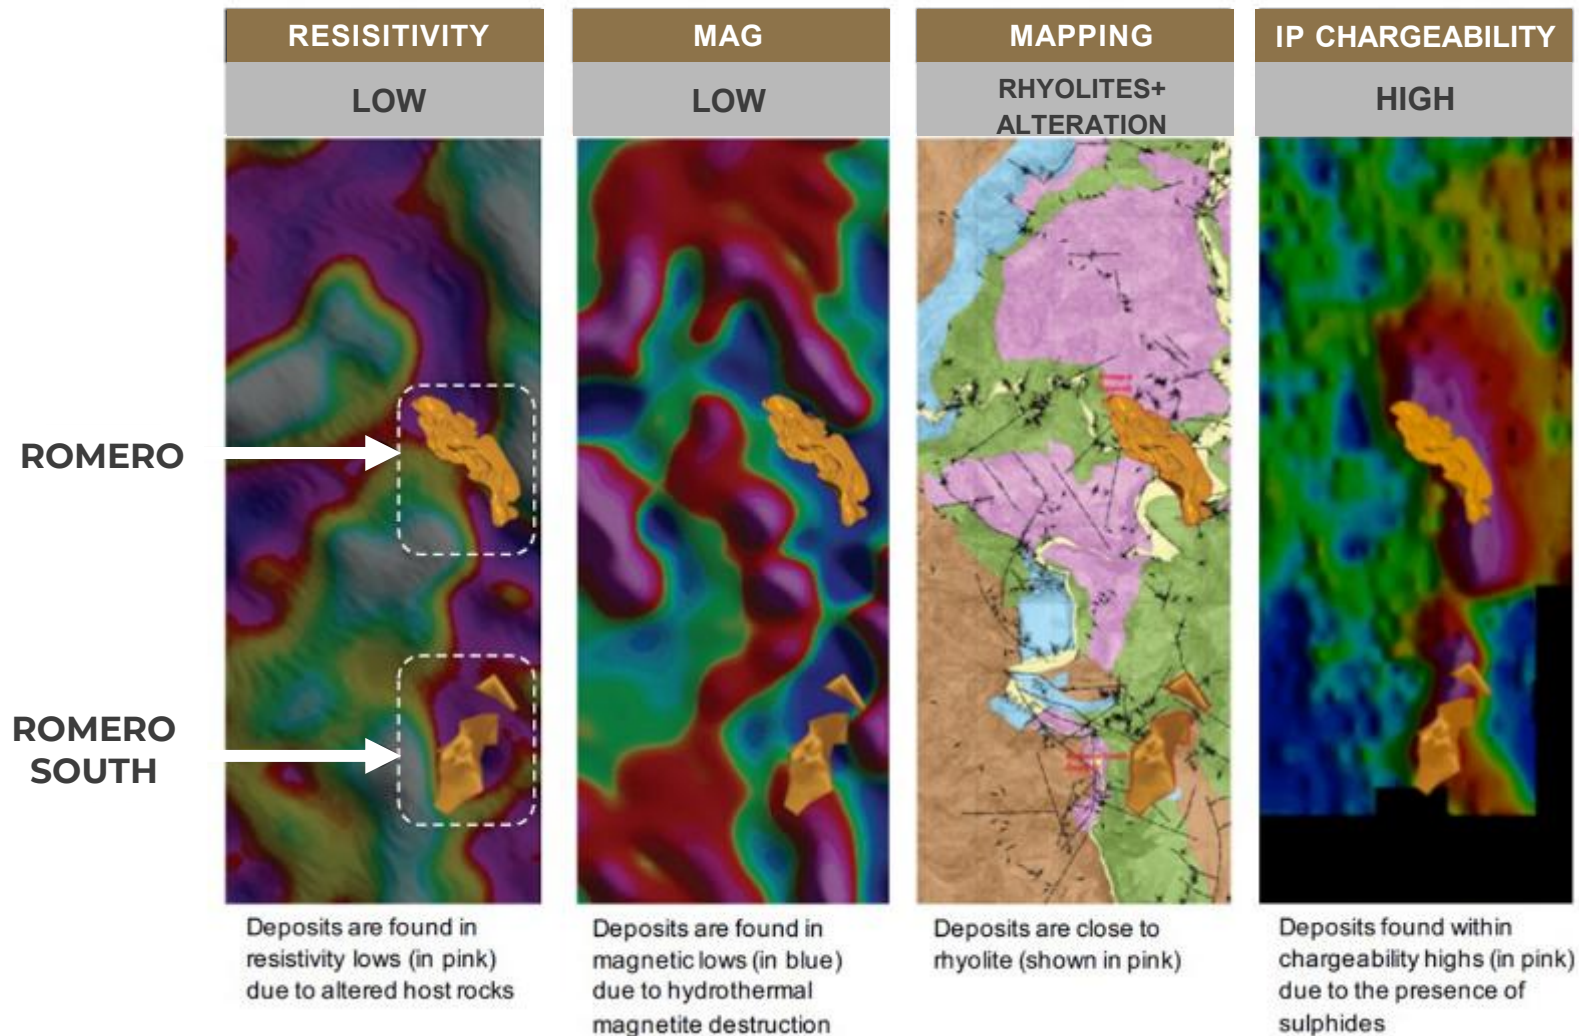 RESISITIVITY
LOW
MAG
LOW
MAPPING
RHYOLITES+
ALTERATION
IP CHARGEABILITY
HIGH
ROMERO
ROMERO
SOUTH
Deposits are found in
resistivity lows (in pink)
due to altered host rocks
Deposits are found in
magnetic lows (in blue)
due to hydrothermal
magnetite destruction
Deposits are close to
rhyolite (shown in pink)
Deposits found within
chargeability highs (in pink)
due to the presence of
sulphides